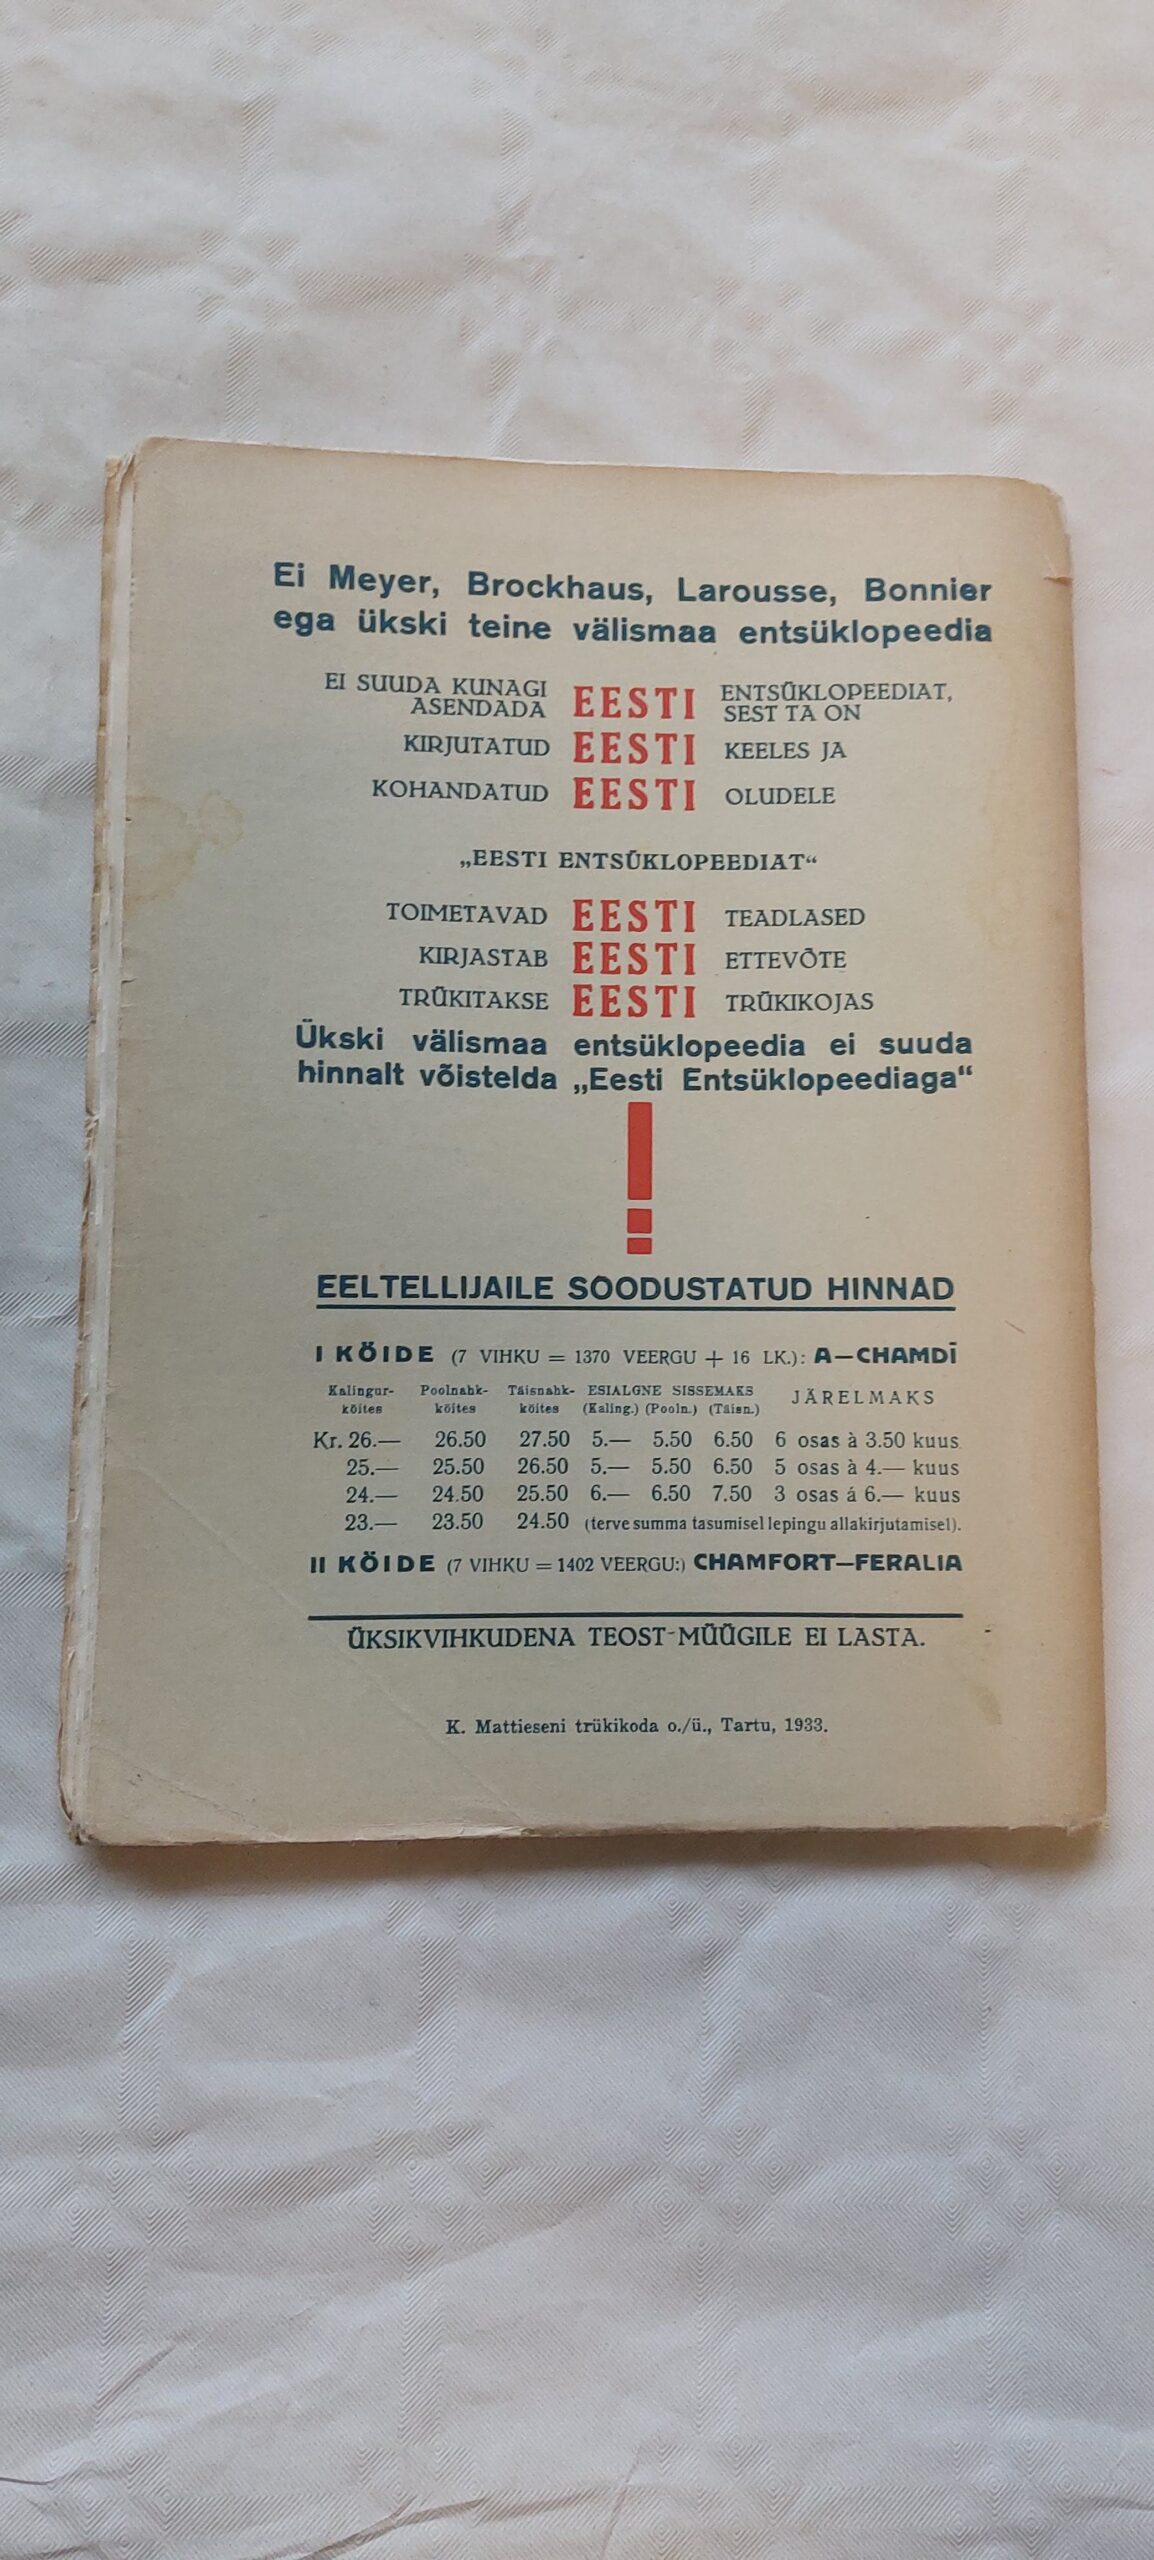 Ei Meyer, Brockhaus, Larousse, Bonnier
ega ükski teine välismaa entsüklopeedia
EI SUUDA KUNAGI ASENDADA EESTI ENTSÜKLOPEEDIAT, SEST TA ON
KIRJUTATUD EESTI KEELES JA
KOHANDATUD EESTI OLUDELE
„EESTI ENTSÜKLOPEEDIAT“
TOIMETAVAD EESTI TEADLASED
KIRJASTAB EESTI ETTEVÕTE
TRÜKITAKSE EESTI TRÜKIKOJAS
Ükski välismaa entsüklopeedia ei suuda
hinnalt võistelda „Eesti Entsüklopeediaga“
!
EELTELLIJAILE SOODUSTATUD HINNAD
I KÖIDE (7 VIHKU = 1370 VEERGU + 16 LK.): A—CHAMDĪ
Kalingur- Poolnahk- Täisnahk- ESIALGNE SISSEMAKS JÄRELMAKS
köites köites köites (Kaling.) (Pooln.) (Täisn.)
Kr. 26.— 26.50 27.50 5.— 5.50 6.50 6 osas à 3.50 kuus
25.— 25.50 26.50 5.— 5.50 6.50 5 osas à 4.— kuus
24.— 24.50 25.50 6.— 6.50 7.50 3 osas á 6.— kuus
23.— 23.50 24.50 (terve summa tasumisel lepingu allakirjutamisel).
II KÖIDE (7 VIHKU = 1402 VEERGU:) CHAMFORT—FERALIA
ÜKSIKVIHKUDENA TEOST-MÜÜGILE EI LASTA.
K. Mattieseni trükikoda o./ü., Tartu, 1933.